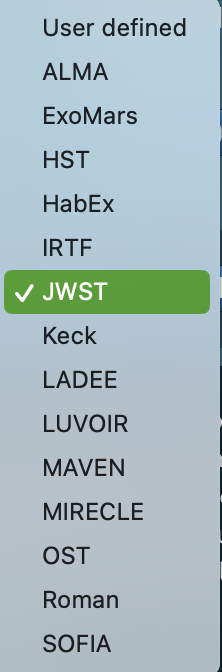 User defined
ALMA
ExoMars
HST
HabEx
IRTF
✓ JWST
Keck
LADEE
LUVOIR
MAVEN
MIRECLE
OST
Roman
SOFIA